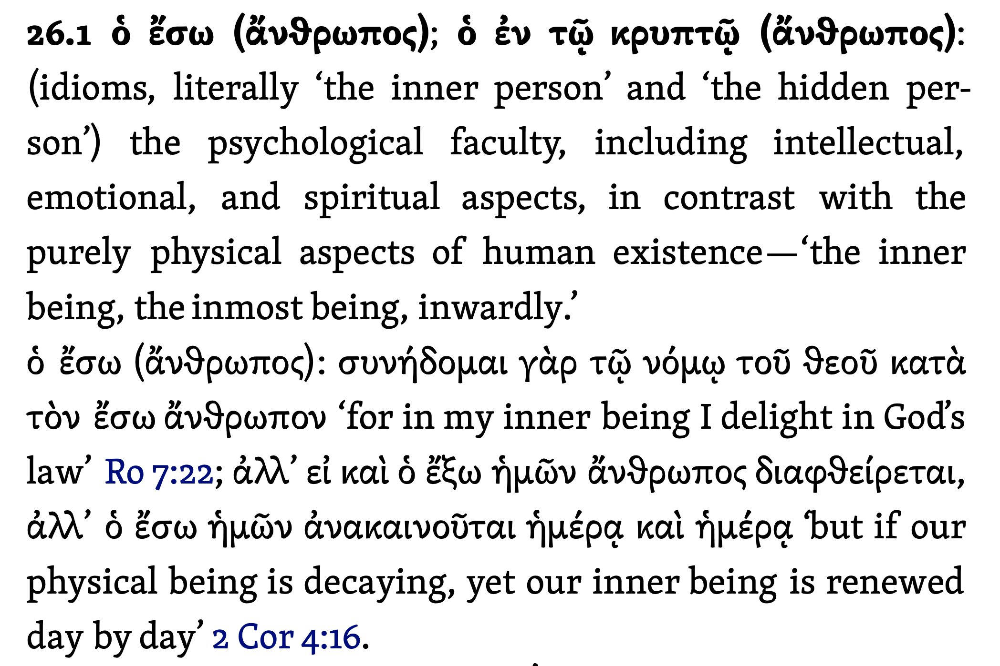 26.1 ὁ ἔσω (ἄνθρωπος); ὁ ἐν τῷ κρυπτῷ (ἄνθρωπος):
(idioms, literally ‘the inner person’ and ‘the hidden per-
son’) the psychological faculty, including intellectual,
emotional, and spiritual aspects, in contrast with the
purely physical aspects of human existence—‘the inner
being, the inmost being, inwardly.’
ὁ ἔσω (ἄνθρωπος): συνήδομαι γὰρ τῷ νόμῳ τοῦ θεοῦ κατὰ
τὸν ἔσω ἄνθρωπον ‘for in my inner being I delight in God’s
law’ Ro 7:22; ἀλλ’ εἰ καὶ ὁ ἔξω ἡμῶν ἄνθρωπος διαφθείρεται,
ἀλλ’ ὁ ἔσω ἡμῶν ἀνακαινοῦται ἡμέρᾳ καὶ ἡμέρᾳ ‘but if our
physical being is decaying, yet our inner being is renewed
day by day’ 2 Cor 4:16.